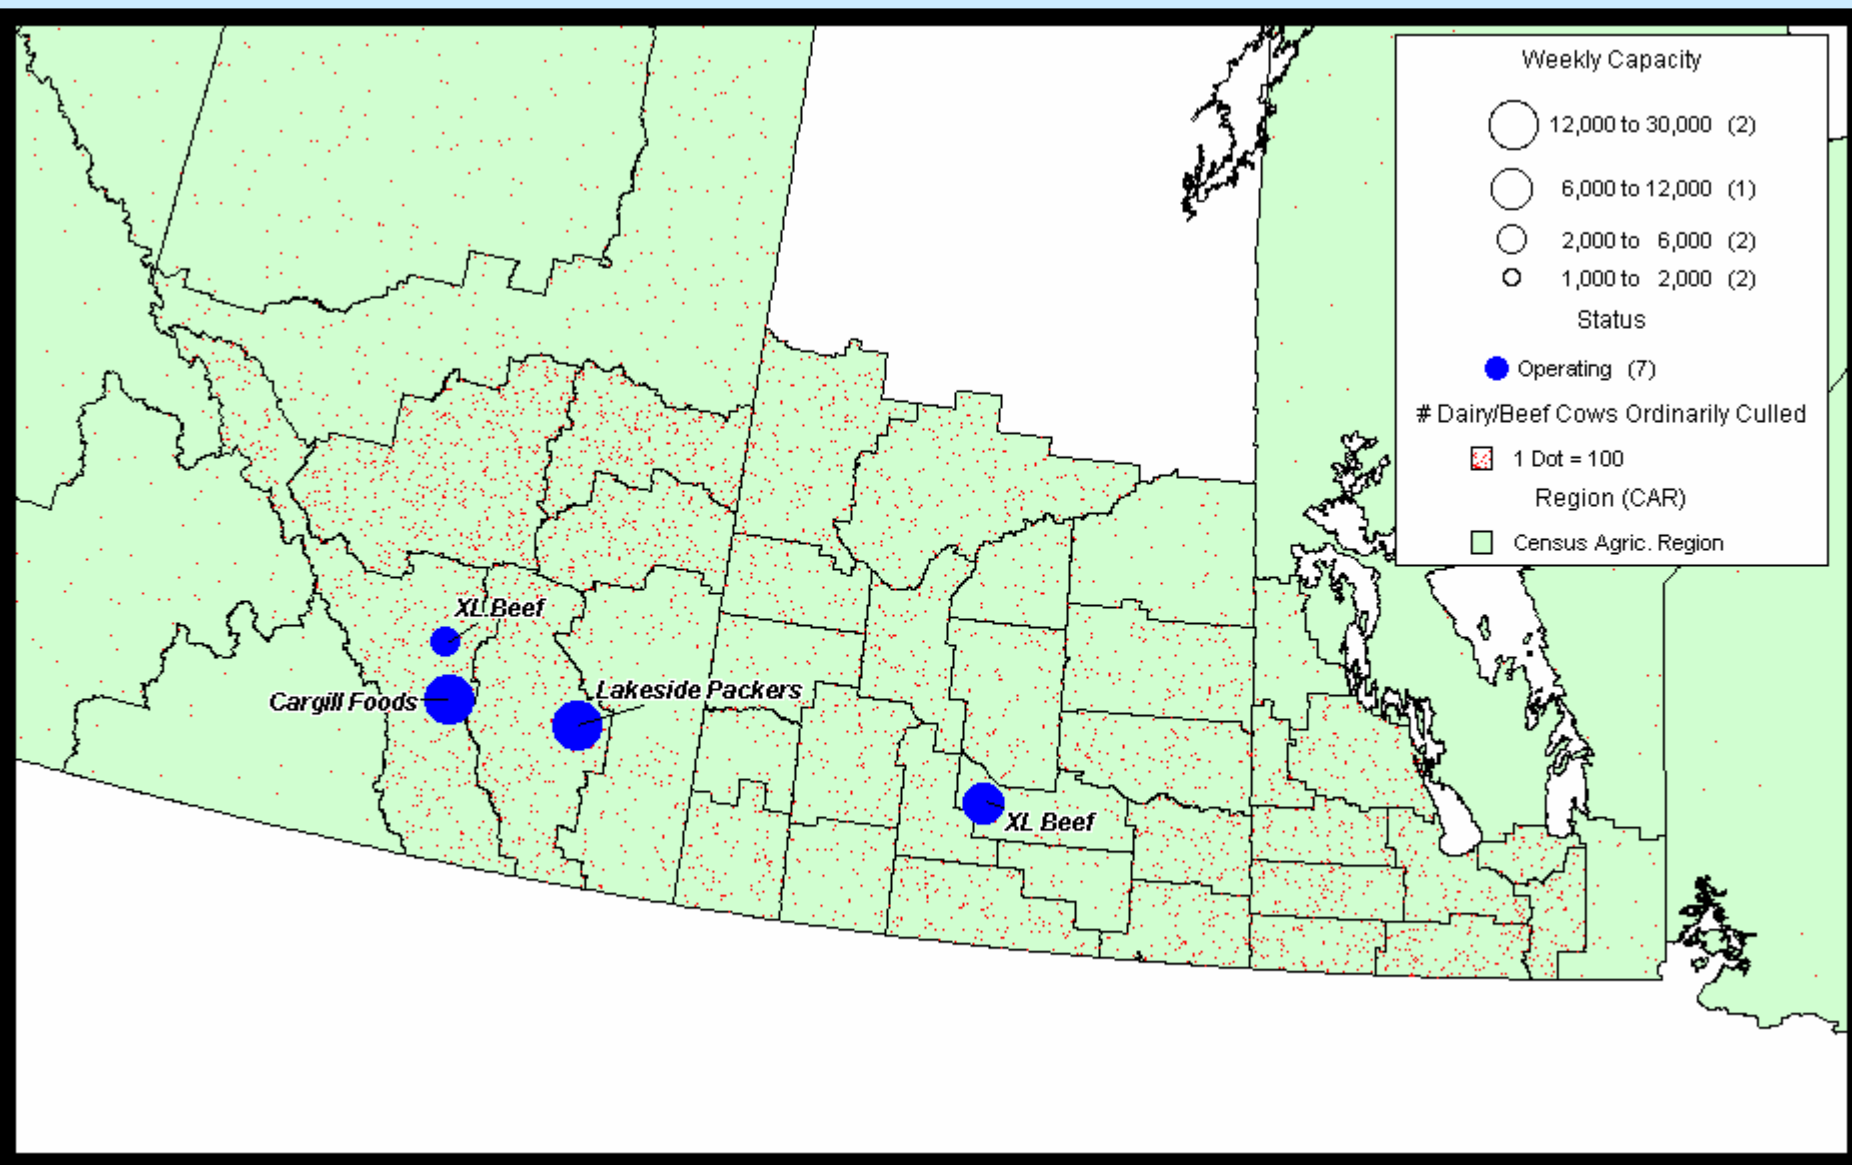 Weekly Capacity
12,000 to 30,000 (2)
6,000 to 12,000 (1)
2,000 to 6,000 (2)
1,000 to 2,000 (2)
Status
Operating (7)
# Dairy/Beef Cows Ordinarily Culled
1 Dot = 100
Region (CAR)
Census Agric. Region
XL Beef
Cargill Foods
Lakeside Packers
XL Beef